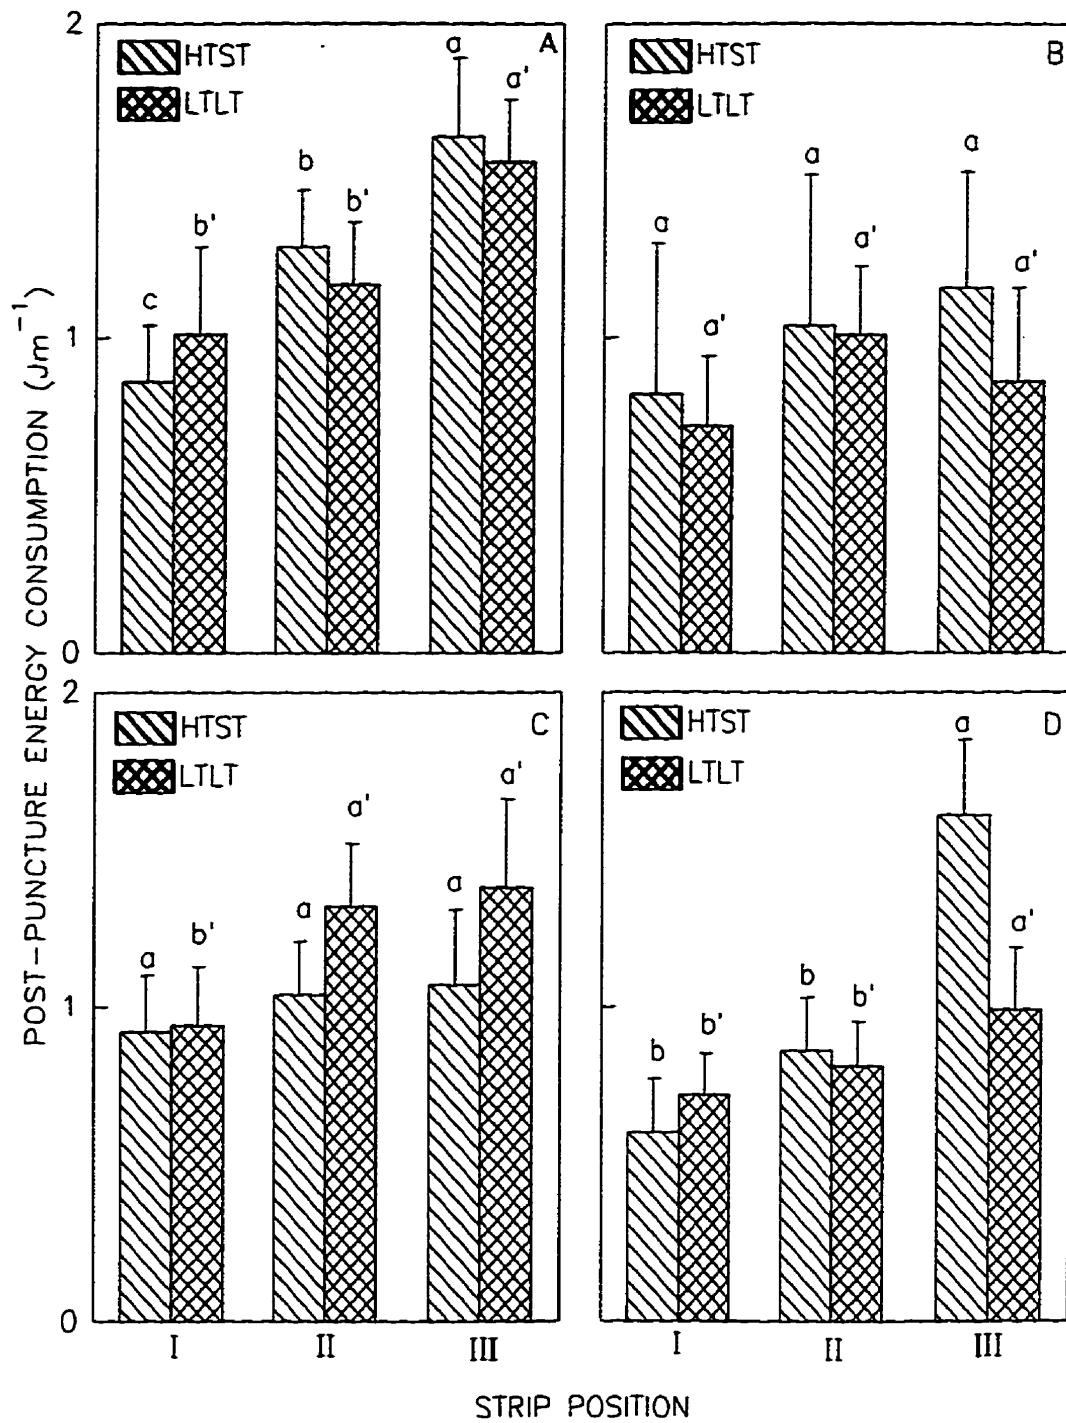 POST-PUNCTURE ENERGY CONSUMPTION (Jm⁻¹)
2
1
0
HTST
LTLT
A
c
b'
b
b'
a
a'
HTST
LTLT
B
a
a'
a
a'
a
a'
2
1
0
HTST
LTLT
C
a
b'
a
a'
a
a'
I
II
III
HTST
LTLT
D
b
b'
b
b'
a
a'
I
II
III
STRIP POSITION